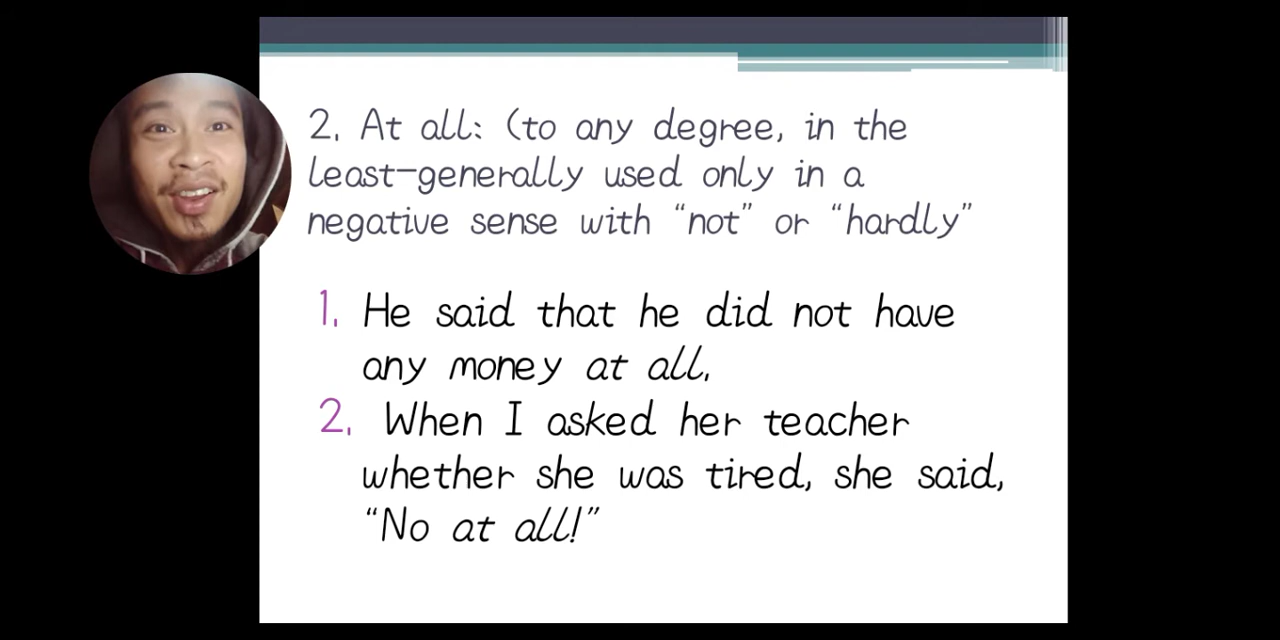 2. At all: (to any degree, in the
least-generally used only in a
negative sense with “not” or “hardly”
1. He said that he did not have
any money at all.
2. When I asked her teacher
whether she was tired, she said,
“No at all!”